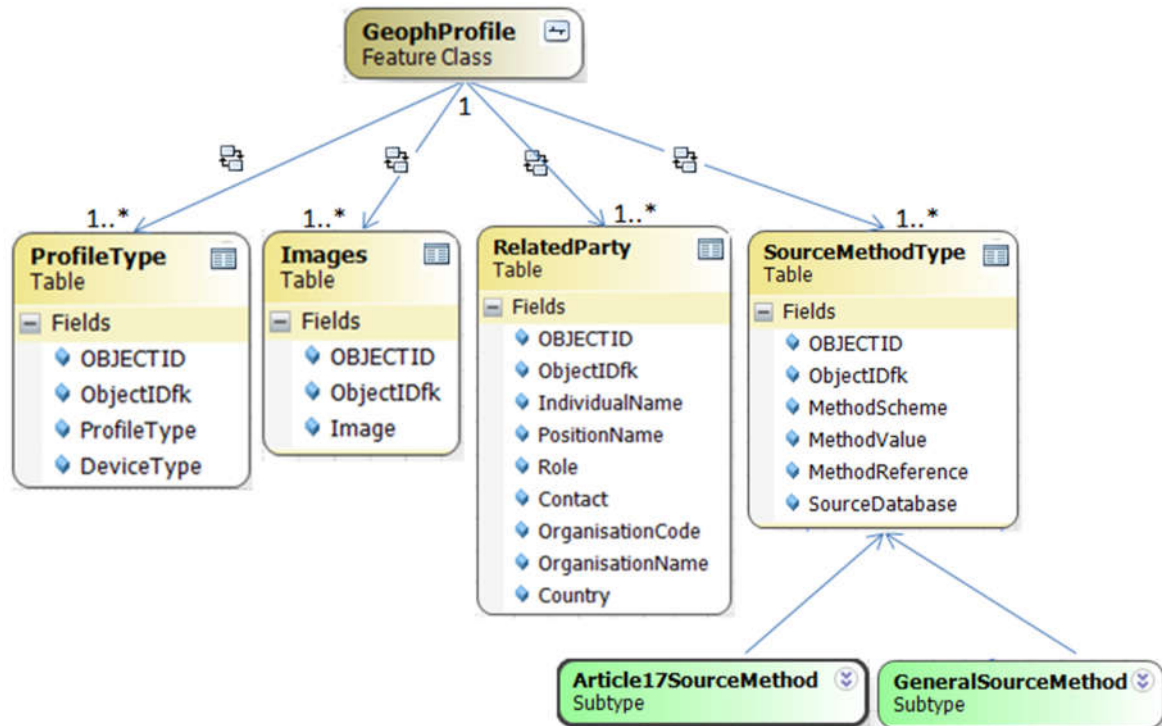 GeophProfile
Feature Class
1
1..*
1..*
1..*
1..*
ProfileType
Table
Fields
OBJECTID
ObjectIDfk
ProfileType
DeviceType
Images
Table
Fields
OBJECTID
ObjectIDfk
Image
RelatedParty
Table
Fields
OBJECTID
ObjectIDfk
IndividualName
PositionName
Role
Contact
OrganisationCode
OrganisationName
Country
SourceMethodType
Table
Fields
OBJECTID
ObjectIDfk
MethodScheme
MethodValue
MethodReference
SourceDatabase
Article17SourceMethod
Subtype
GeneralSourceMethod
Subtype